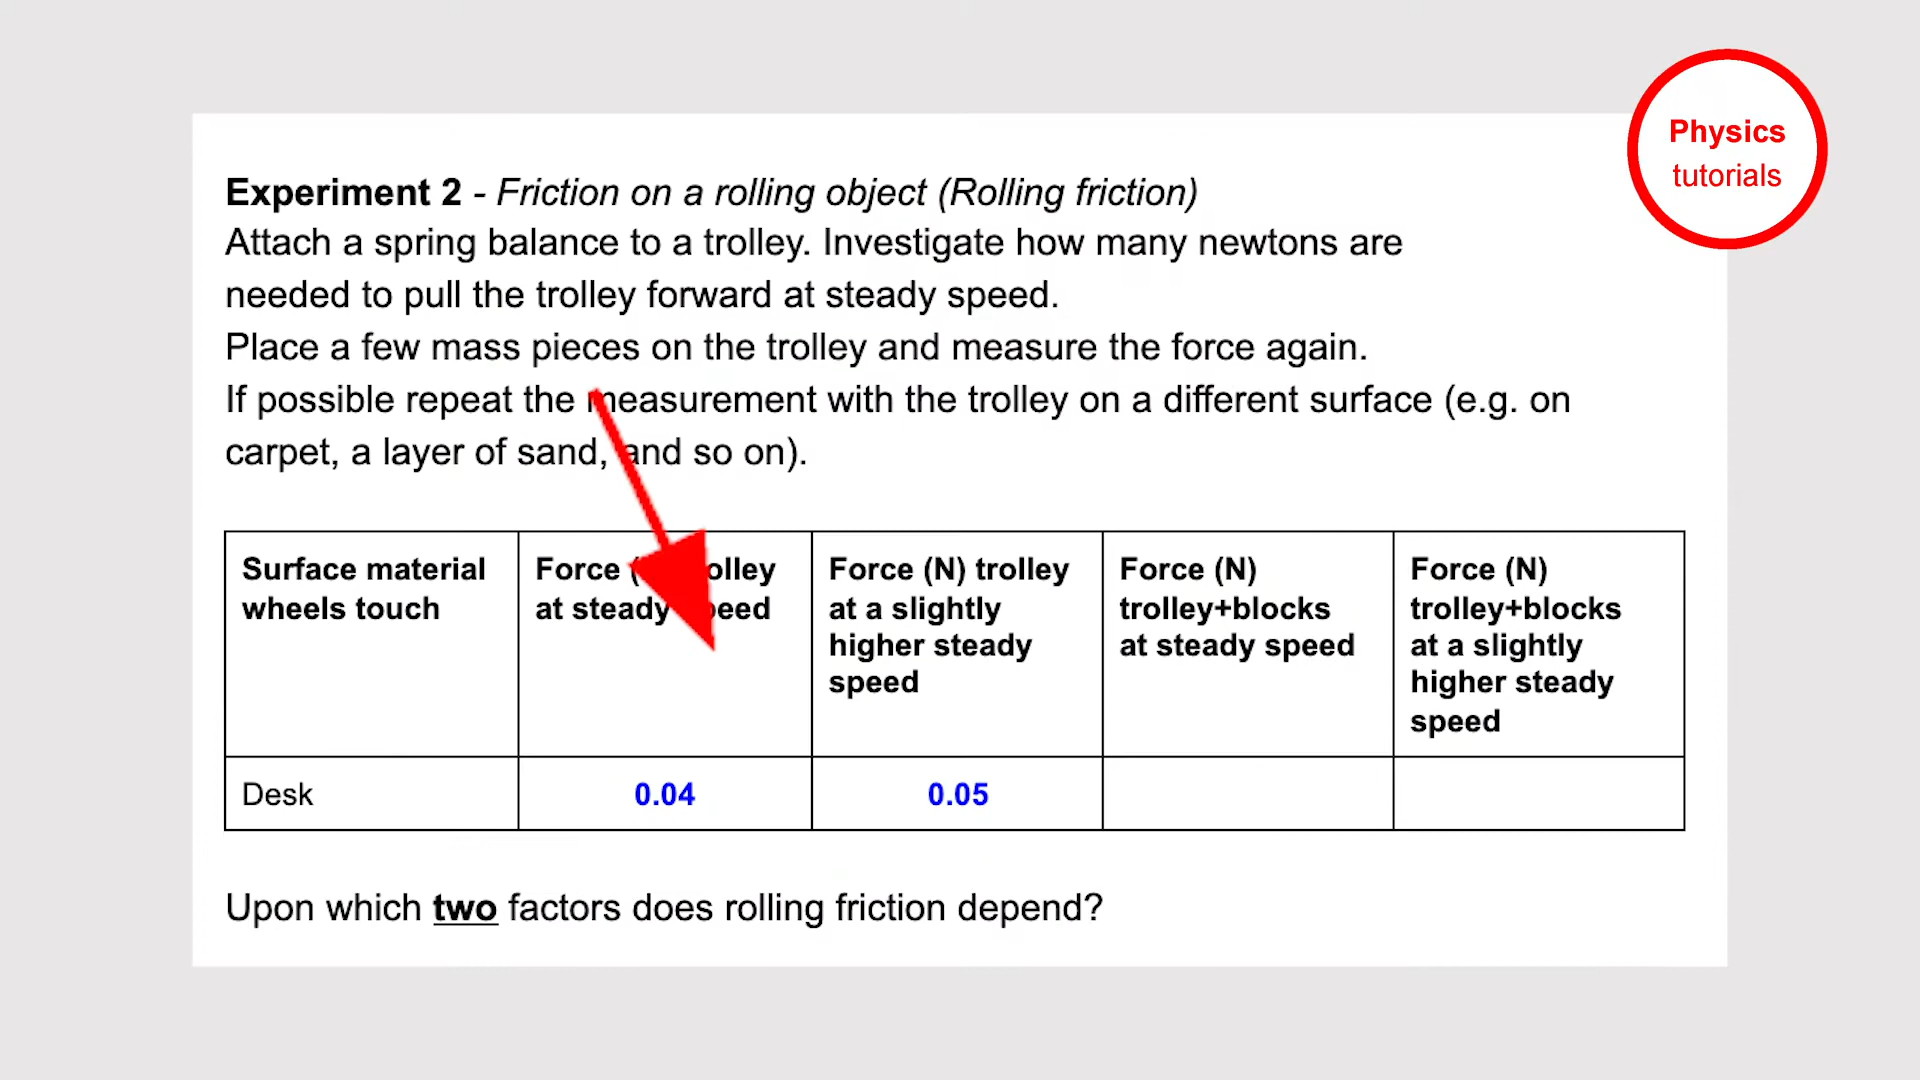 Physics
tutorials
Experiment 2 - Friction on a rolling object (Rolling friction)
Attach a spring balance to a trolley. Investigate how many newtons are
needed to pull the trolley forward at steady speed.
Place a few mass pieces on the trolley and measure the force again.
If possible repeat the measurement with the trolley on a different surface (e.g. on
carpet, a layer of sand, and so on).
Surface material
wheels touch
Force (N) trolley
at steady speed
Force (N) trolley
at a slightly
higher steady
speed
Force (N)
trolley+blocks
at steady speed
Force (N)
trolley+blocks
at a slightly
higher steady
speed
Desk
0.04
0.05
Upon which two factors does rolling friction depend?